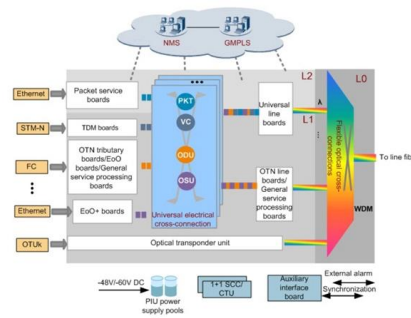 NMS
GMPLS
L2
L0
Ethernet
Packet service
boards
PKT
Universal
line
boards
λ
L1
STM-N
TDM boards
VC
FC
OTN tributary
boards/EoO
boards/General
service processing
boards
ODU
OSU
Flexible optical cross-
connections
To line fib
OTN line
boards/
General
service
processing
boards
Ethernet
EoO+ boards
Universal electrical
cross-connection
WDM
OTUk
Optical transponder unit
-48V/-60V DC
PIU power
supply pools
1+1 SCC/
CTU
Auxiliary
interface
board
External alarm
Synchronization